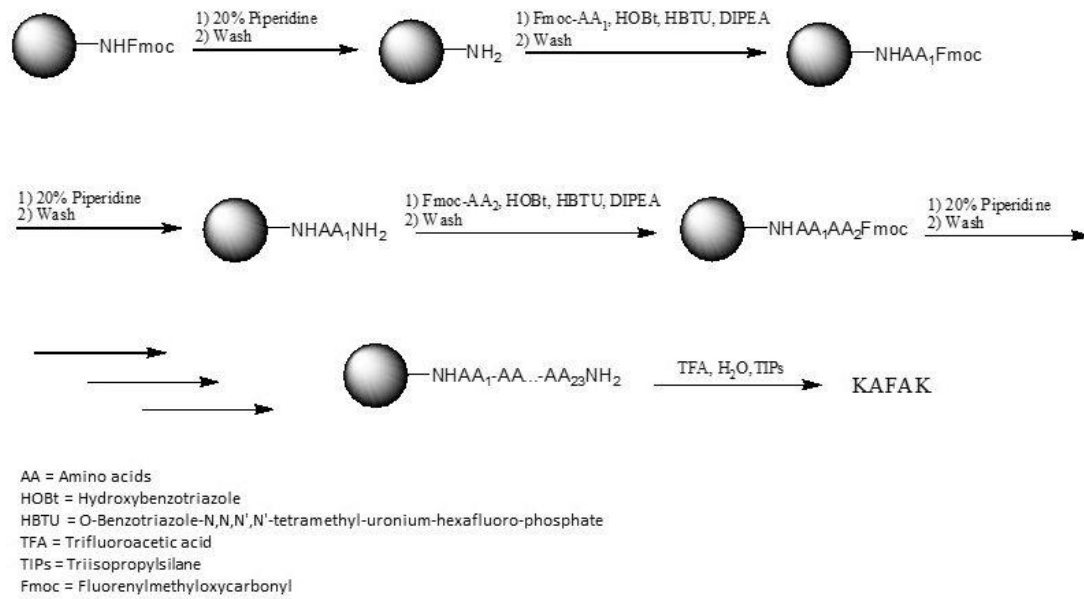 NHFmoc
1) 20% Piperidine
2) Wash
NH₂
1) Fmoc-AA₁, HOBt, HBTU, DIPEA
2) Wash
NHAA₁Fmoc
1) 20% Piperidine
2) Wash
NHAA₁NH₂
1) Fmoc-AA₂, HOBt, HBTU, DIPEA
2) Wash
NHAA₁AA₂Fmoc
1) 20% Piperidine
2) Wash
NHAA₁-AA...-AA₂₃NH₂
TFA, H₂O, TIPs
KAFAK
AA = Amino acids
HOBt = Hydroxybenzotriazole
HBTU = O-Benzotriazole-N,N,N',N'-tetramethyl-uronium-hexafluoro-phosphate
TFA = Trifluoroacetic acid
TIPs = Triisopropylsilane
Fmoc = Fluorenylmethyloxycarbonyl